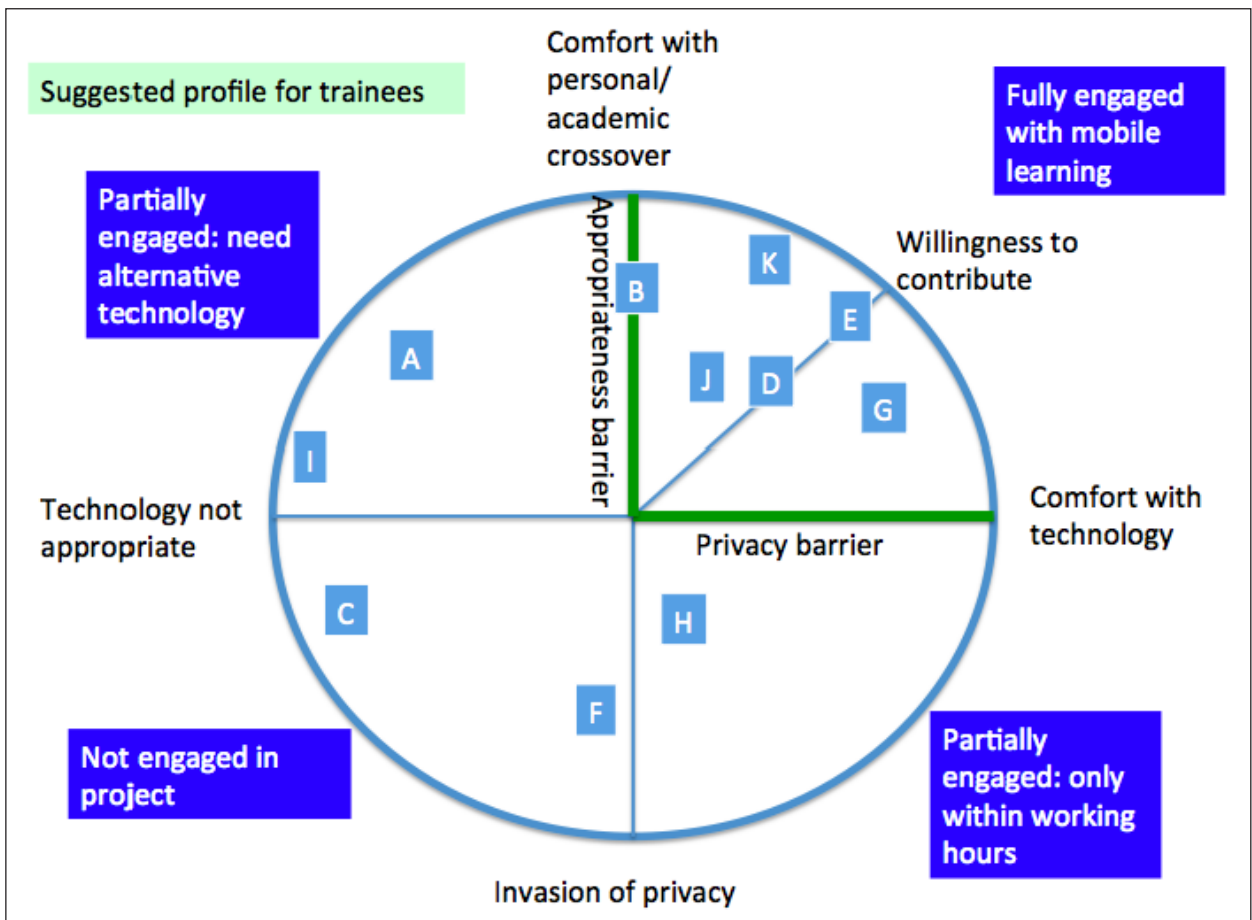 Suggested profile for trainees
Comfort with
personal/
academic
crossover
Fully engaged
with mobile
learning
Partially
engaged: need
alternative
technology
Appropriateness barrier
Willingness to
contribute
K
B
E
A
J
D
G
I
Technology not
appropriate
Comfort with
technology
Privacy barrier
C
H
F
Not engaged in
project
Partially
engaged: only
within working
hours
Invasion of privacy